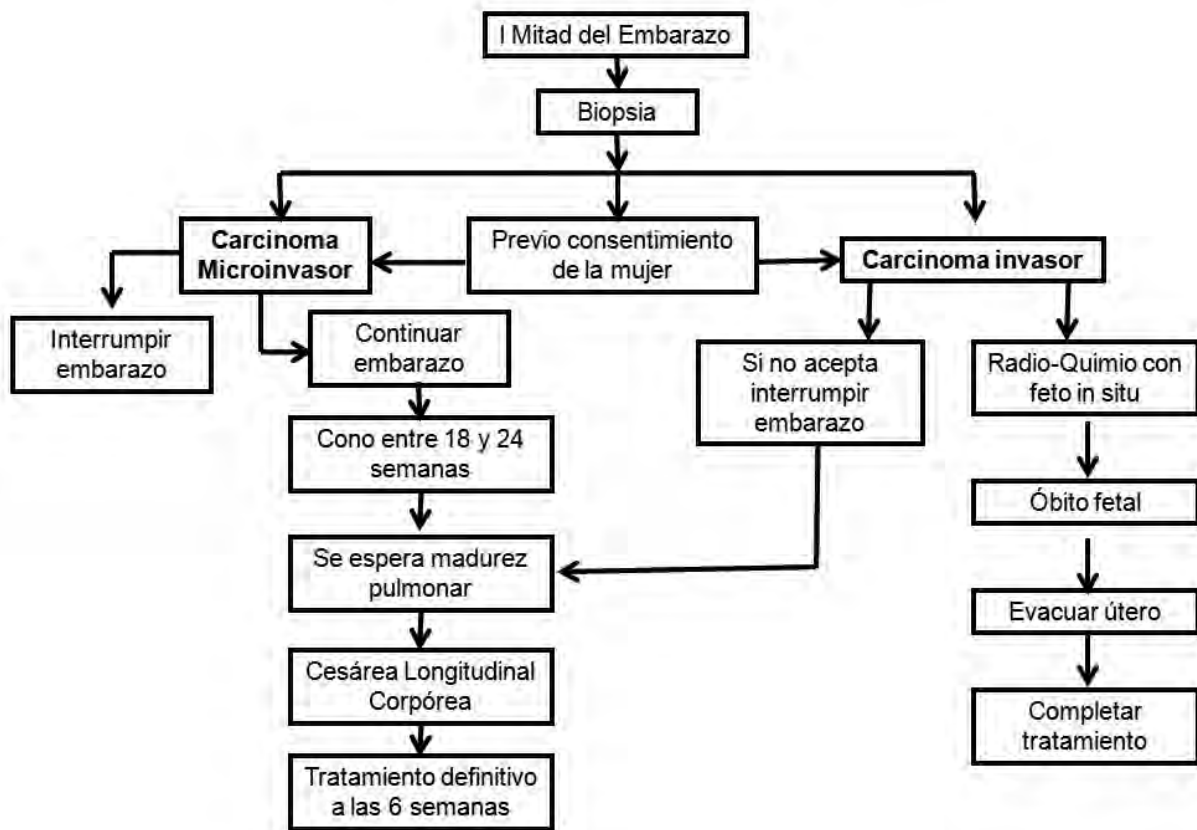 I Mitad del Embarazo
Biopsia
Carcinoma
Microinvasor
Previo consentimiento
de la mujer
Carcinoma invasor
Interrumpir
embarazo
Continuar
embarazo
Si no acepta
interrumpir
embarazo
Radio-Quimio con
feto in situ
Cono entre 18 y 24
semanas
Óbito fetal
Se espera madurez
pulmonar
Evacuar útero
Cesárea Longitudinal
Corpórea
Completar
tratamiento
Tratamiento definitivo
a las 6 semanas